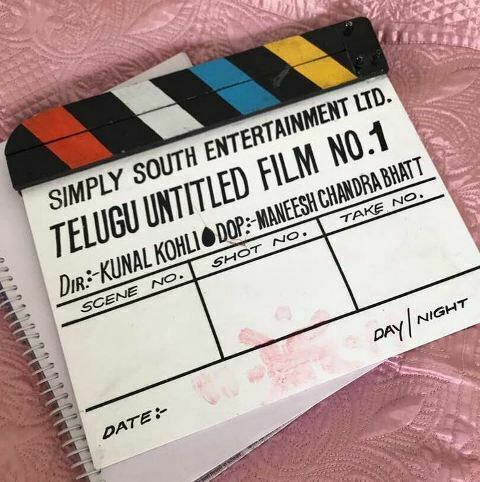 SIMPLY SOUTH ENTERTAINMENT LTD.
TELUGU UNTITLED FILM NO.1
DIR:-KUNAL KOHLI DOP:-MANEESH CHANDRA BHATT
SCENE NO. SHOT NO. TAKE NO.
DAY/NIGHT
DATE:-